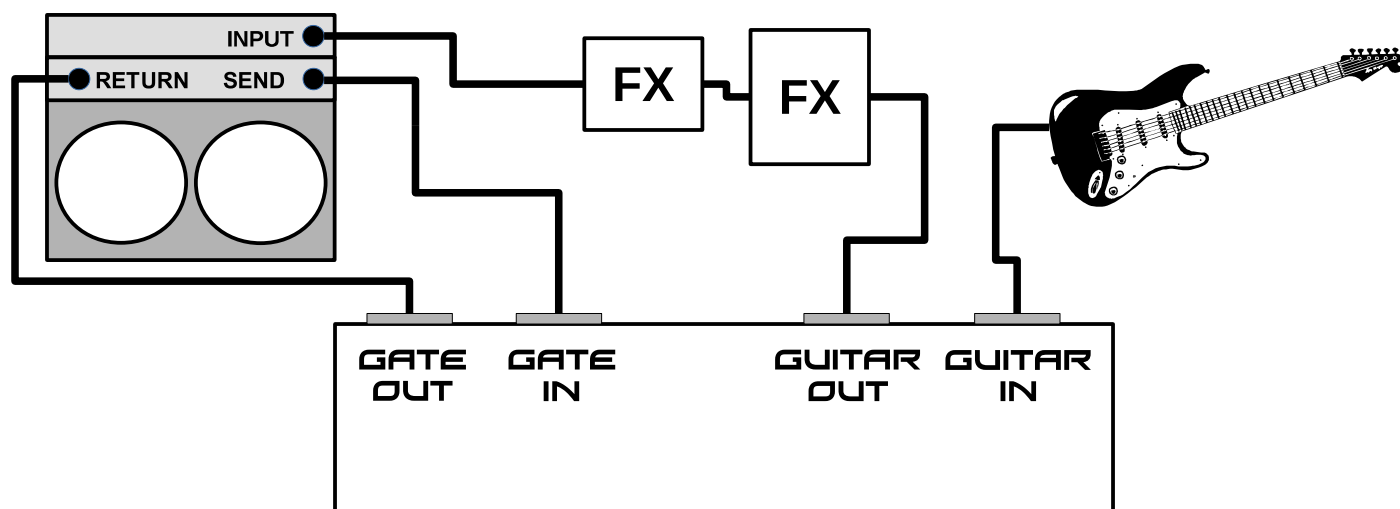 INPUT
RETURN SEND
FX
FX
GATE OUT
GATE IN
GUITAR OUT
GUITAR IN